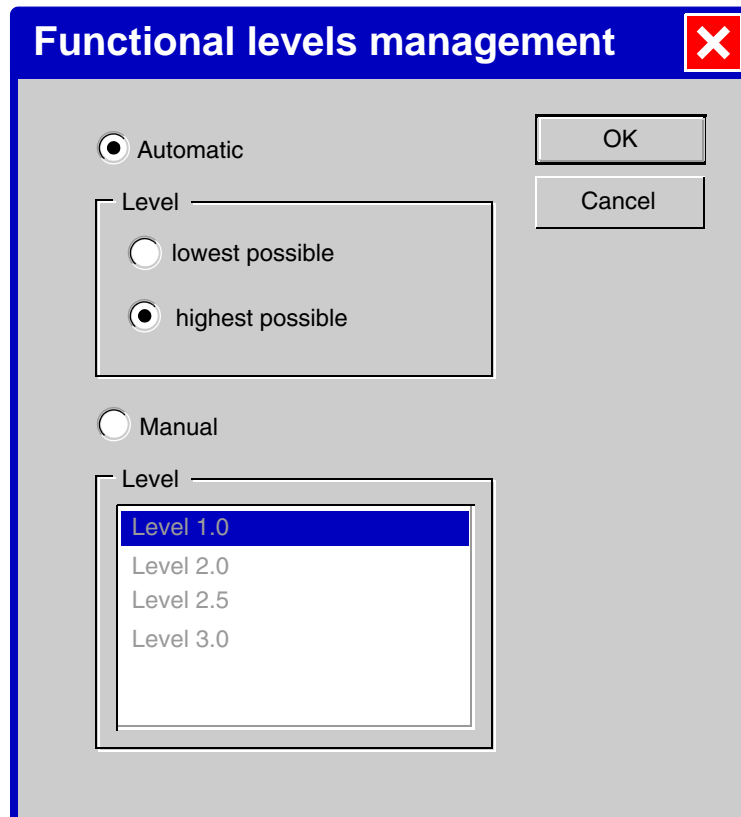 Functional levels management
Automatic
OK
Level
Cancel
lowest possible
highest possible
Manual
Level
Level 1.0
Level 2.0
Level 2.5
Level 3.0